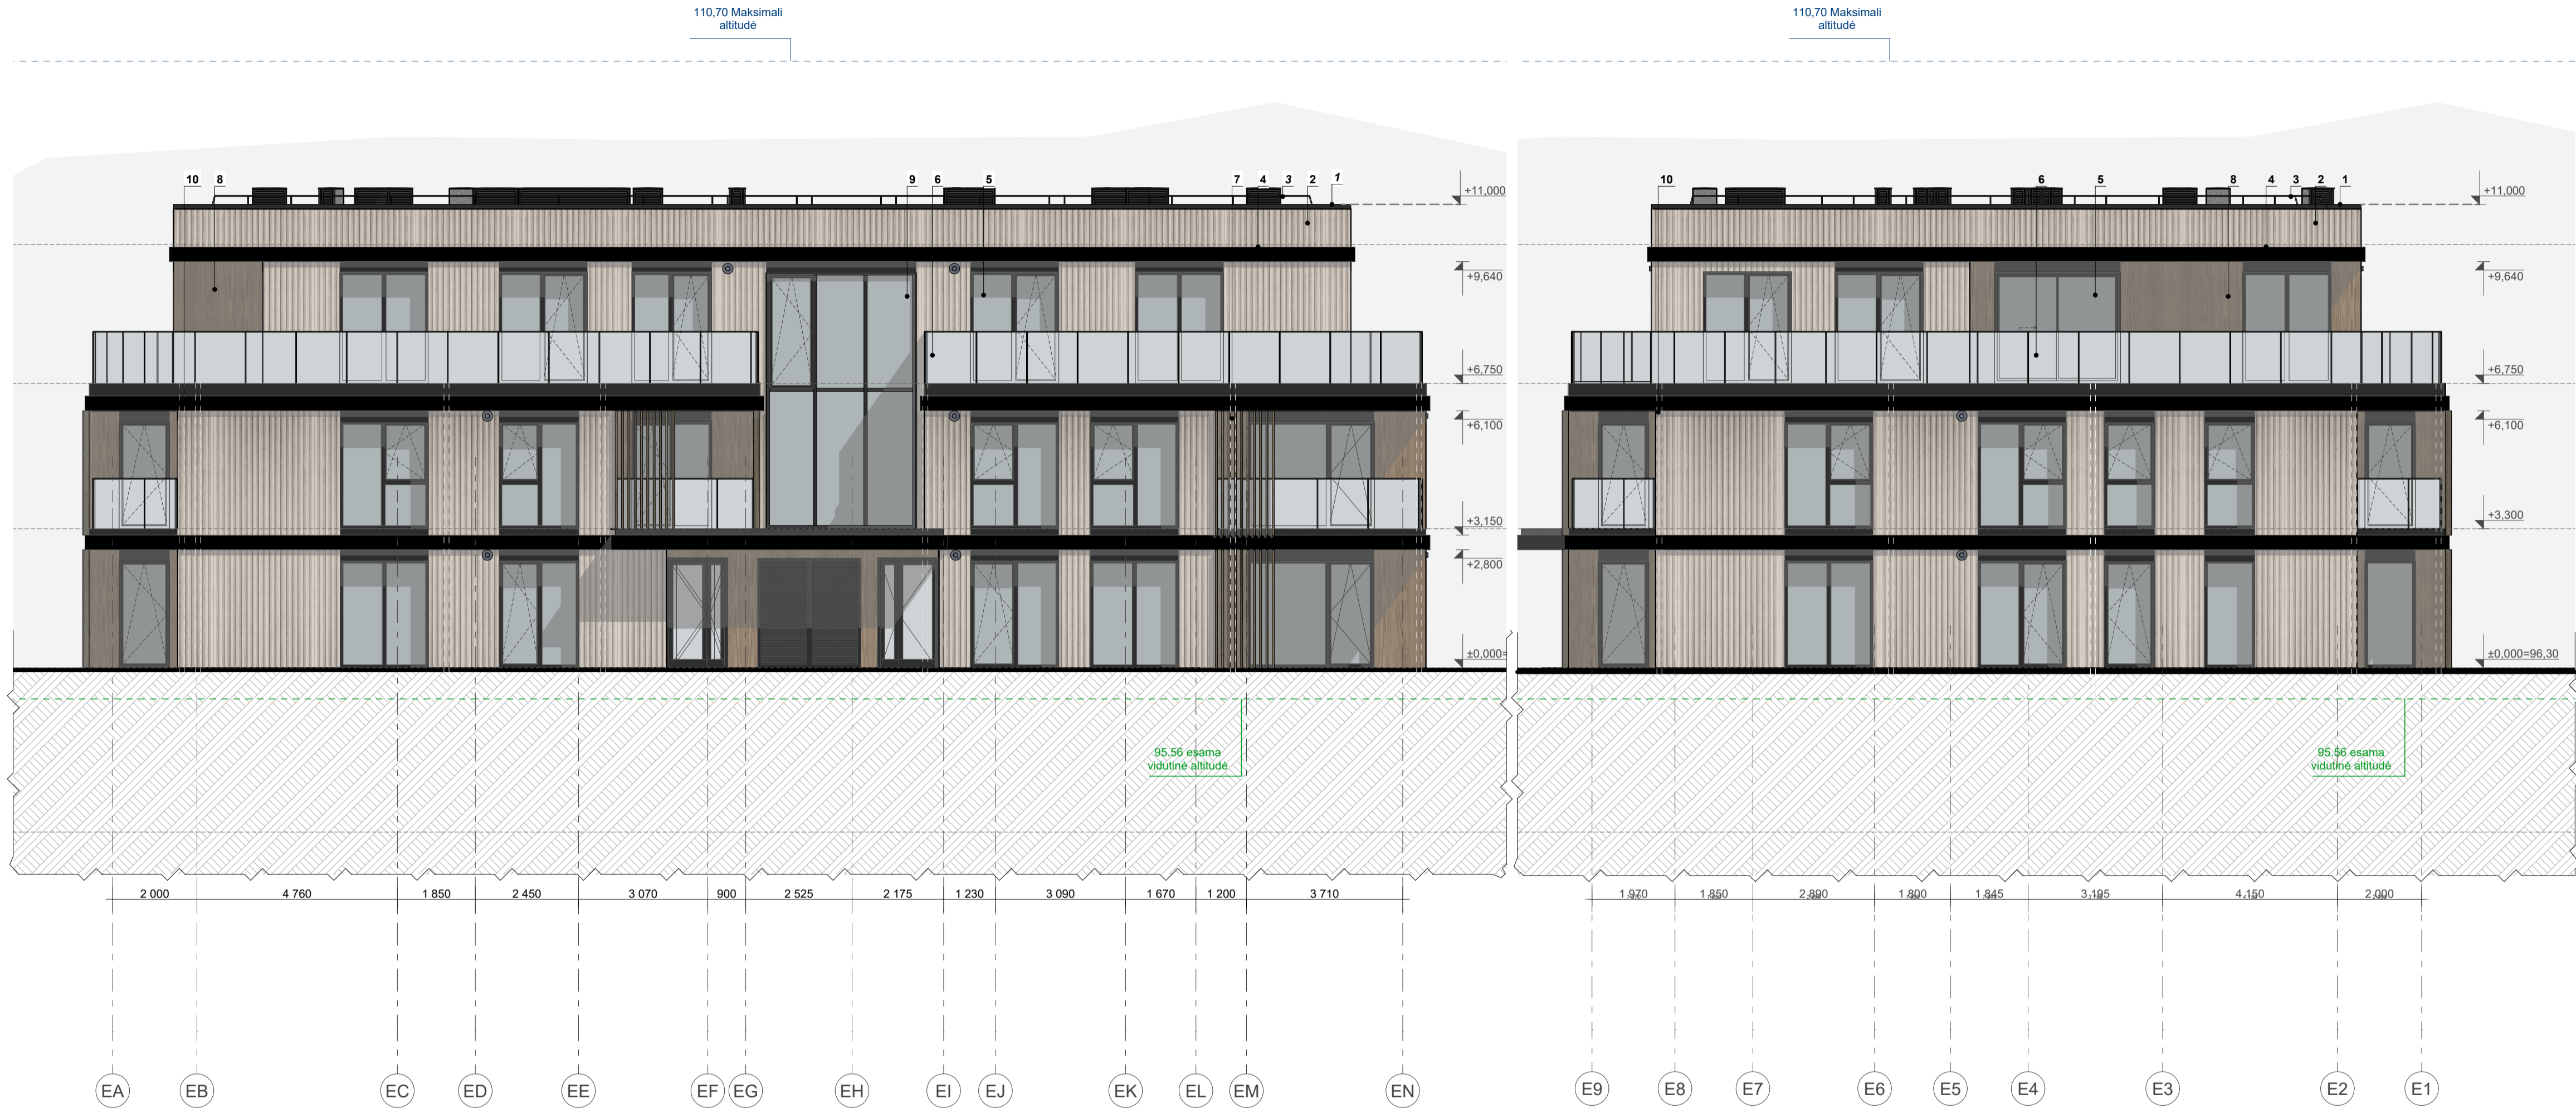 110,70 Maksimali
altitudė
110,70 Maksimali
altitudė
10 8 9 6 5 7 4 3 2 1
+11,000
+9,640
+6,750
+6,100
+3,150
+2,800
±0,000=
10 6 5 8 4 3 2 1
+11,000
+9,640
+6,750
+6,100
+3,300
±0,000=96,30
95.56 esama
vidutinė altitudė
95.56 esama
vidutinė altitudė
2 000 4 760 1 850 2 450 3 070 900 2 525 2 175 1 230 3 090 1 670 1 200 3 710
1 970 1 850 2 890 1 800 1 845 3 195 4 150 2 000
EA EB EC ED EE EF EG EH EI EJ EK EL EM EN
E9 E8 E7 E6 E5 E4 E3 E2 E1